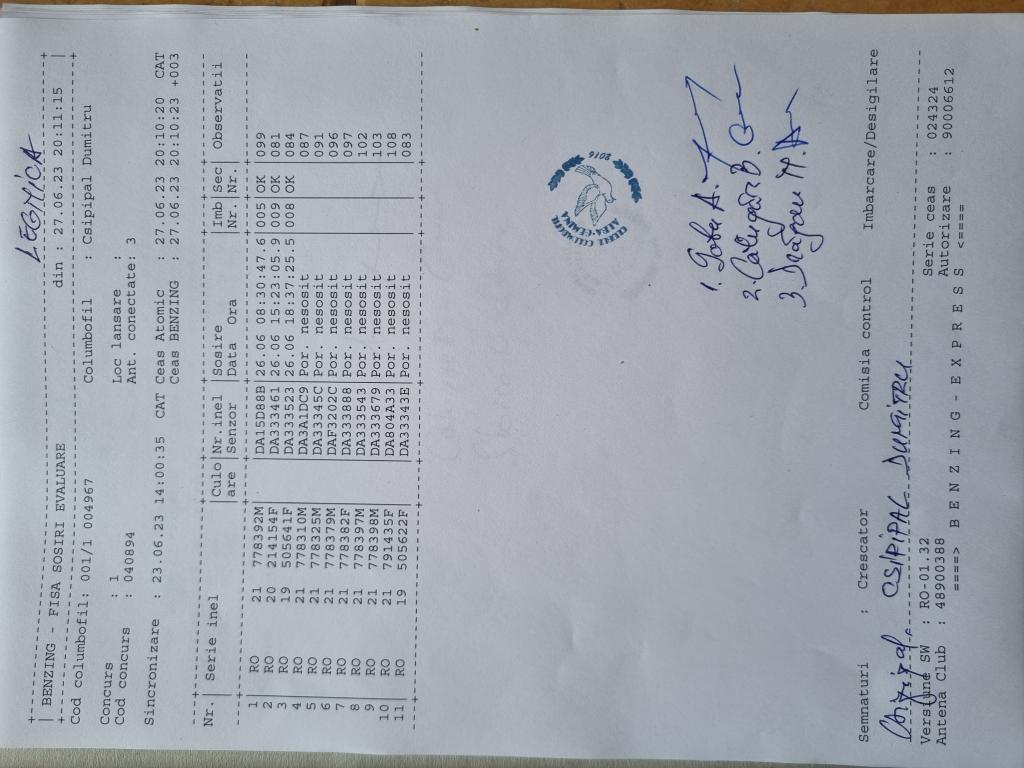 LEGNICA
| BENZING - FISA SOSIRI EVALUARE din : 27.06.23 20:11:15 |
Cod columbofil: 001/1 004967 Columbofil : Csipipal Dumitru
Concurs : 1 Loc lansare :
Cod concurs : 040894 Ant. conectate: 3
Sincronizare : 23.06.23 14:00:35 CAT Ceas Atomic : 27.06.23 20:10:20 CAT
Ceas BENZING : 27.06.23 20:10:23 +003
Nr.| Serie inel |Culo|Nr.inel |Sosire |Imb|Sec| Observatii
|are |Senzor |Data Ora |Nr.|Nr.|
1 | RO 21 778392M| |DA15D88B|26.06 08:30:47.6|005|OK | 099
2 | RO 20 214154F| |DA333461|26.06 15:23:05.9|009|OK | 081
3 | RO 19 505641F| |DA333523|26.06 18:37:25.5|008|OK | 084
4 | RO 21 778310M| |DA3A1DC9|Por. nesosit | | | 087
5 | RO 21 778325M| |DA33345C|Por. nesosit | | | 091
6 | RO 21 778379M| |DAF3202C|Por. nesosit | | | 096
7 | RO 21 778382F| |DA333888|Por. nesosit | | | 097
8 | RO 21 778397M| |DA333543|Por. nesosit | | | 102
9 | RO 21 778398M| |DA333679|Por. nesosit | | | 103
10 | RO 21 791435F| |DA804A33|Por. nesosit | | | 108
11 | RO 19 505622F| |DA33343E|Por. nesosit | | | 083
2016
ALBA-
1. A.
2. Calugăr B.
3. Drăgan M.
Semnaturi : Crescator Comisia control Imbarcare/Desigilare
CSIPIPAL DUMITRU
Versiune SW : RO-01.32 Serie ceas : 024324
Antena Club : 48900388 Autorizare : 90006612
====> B E N Z I N G - E X P R E S S <====